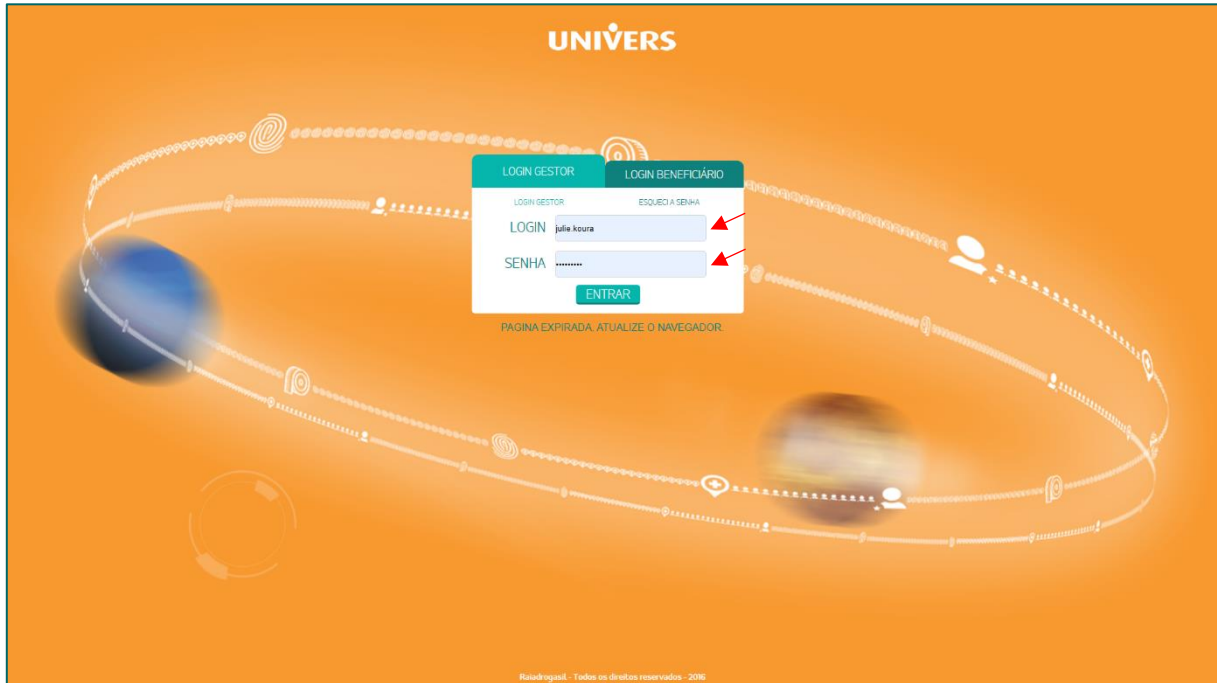 UNIVERS
LOGIN GESTOR LOGIN BENEFICIÁRIO
LOGIN GESTOR ESQUECI A SENHA
LOGIN julie.koura
SENHA •••••••••
ENTRAR
PAGINA EXPIRADA, ATUALIZE O NAVEGADOR.
Raiadrogasil - Todos os direitos reservados - 2016